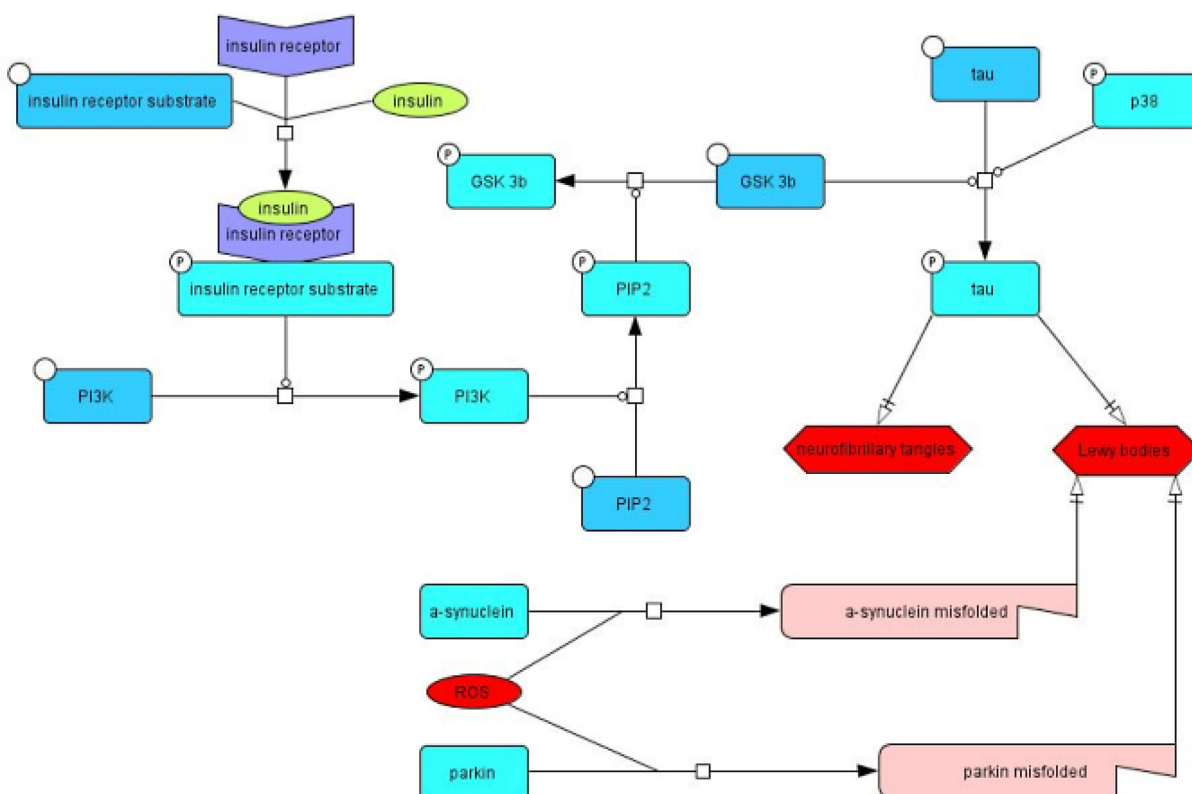 insulin receptor
insulin receptor substrate
insulin
tau
P
p38
P
GSK 3b
GSK 3b
insulin
insulin receptor
P
insulin receptor substrate
P
PIP2
P
tau
PI3K
P
PI3K
neurofibrillary tangles
Lewy bodies
PIP2
a-synuclein
a-synuclein misfolded
ROS
parkin
parkin misfolded